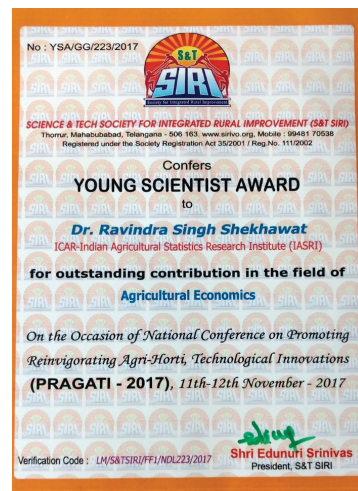 No : YSA/GG/223/2017
S&T
SIRI
Society for Integrated Rural Improvement
SCIENCE & TECH SOCIETY FOR INTEGRATED RURAL IMPROVEMENT (S&T SIRI)
Thorrur, Mahabubabad, Telangana - 506 163. www.sirivo.org, Mobile : 99481 70538
Registered under the Society Registration Act 35/2001 / Reg.No. 111/2002
Confers
YOUNG SCIENTIST AWARD
to
Dr. Ravindra Singh Shekhawat
ICAR-Indian Agricultural Statistics Research Institute (IASRI)
for outstanding contribution in the field of
Agricultural Economics
On the Occasion of National Conference on Promoting
Reinvigorating Agri-Horti, Technological Innovations
(PRAGATI - 2017), 11th-12th November - 2017
Shri Edunuri Srinivas
Verification Code : LM/S&TSIRI/FF1/NDL223/2017
President, S&T SIRI